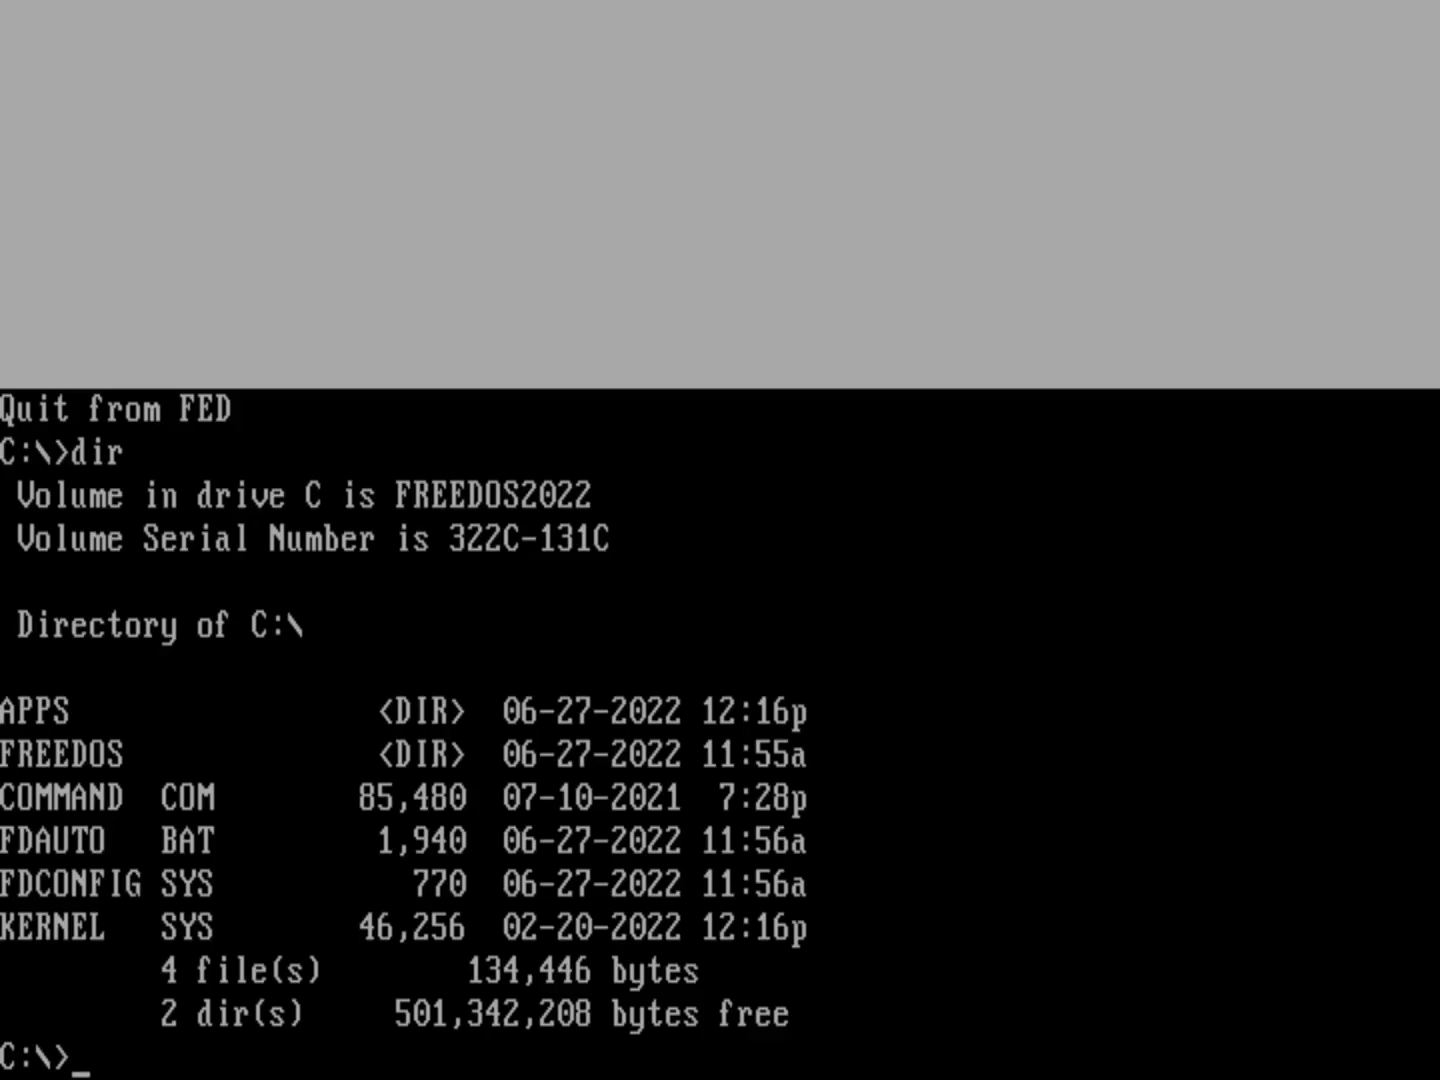 Quit from FED
C:\>dir
 Volume in drive C is FREEDOS2022
 Volume Serial Number is 322C-131C
 Directory of C:\
APPS                 <DIR>  06-27-2022 12:16p
FREEDOS              <DIR>  06-27-2022 11:55a
COMMAND  COM        85,480  07-10-2021  7:28p
FDAUTO   BAT         1,940  06-27-2022 11:56a
FDCONFIG SYS           770  06-27-2022 11:56a
KERNEL   SYS        46,256  02-20-2022 12:16p
         4 file(s)        134,446 bytes
         2 dir(s)     501,342,208 bytes free
C:\>_